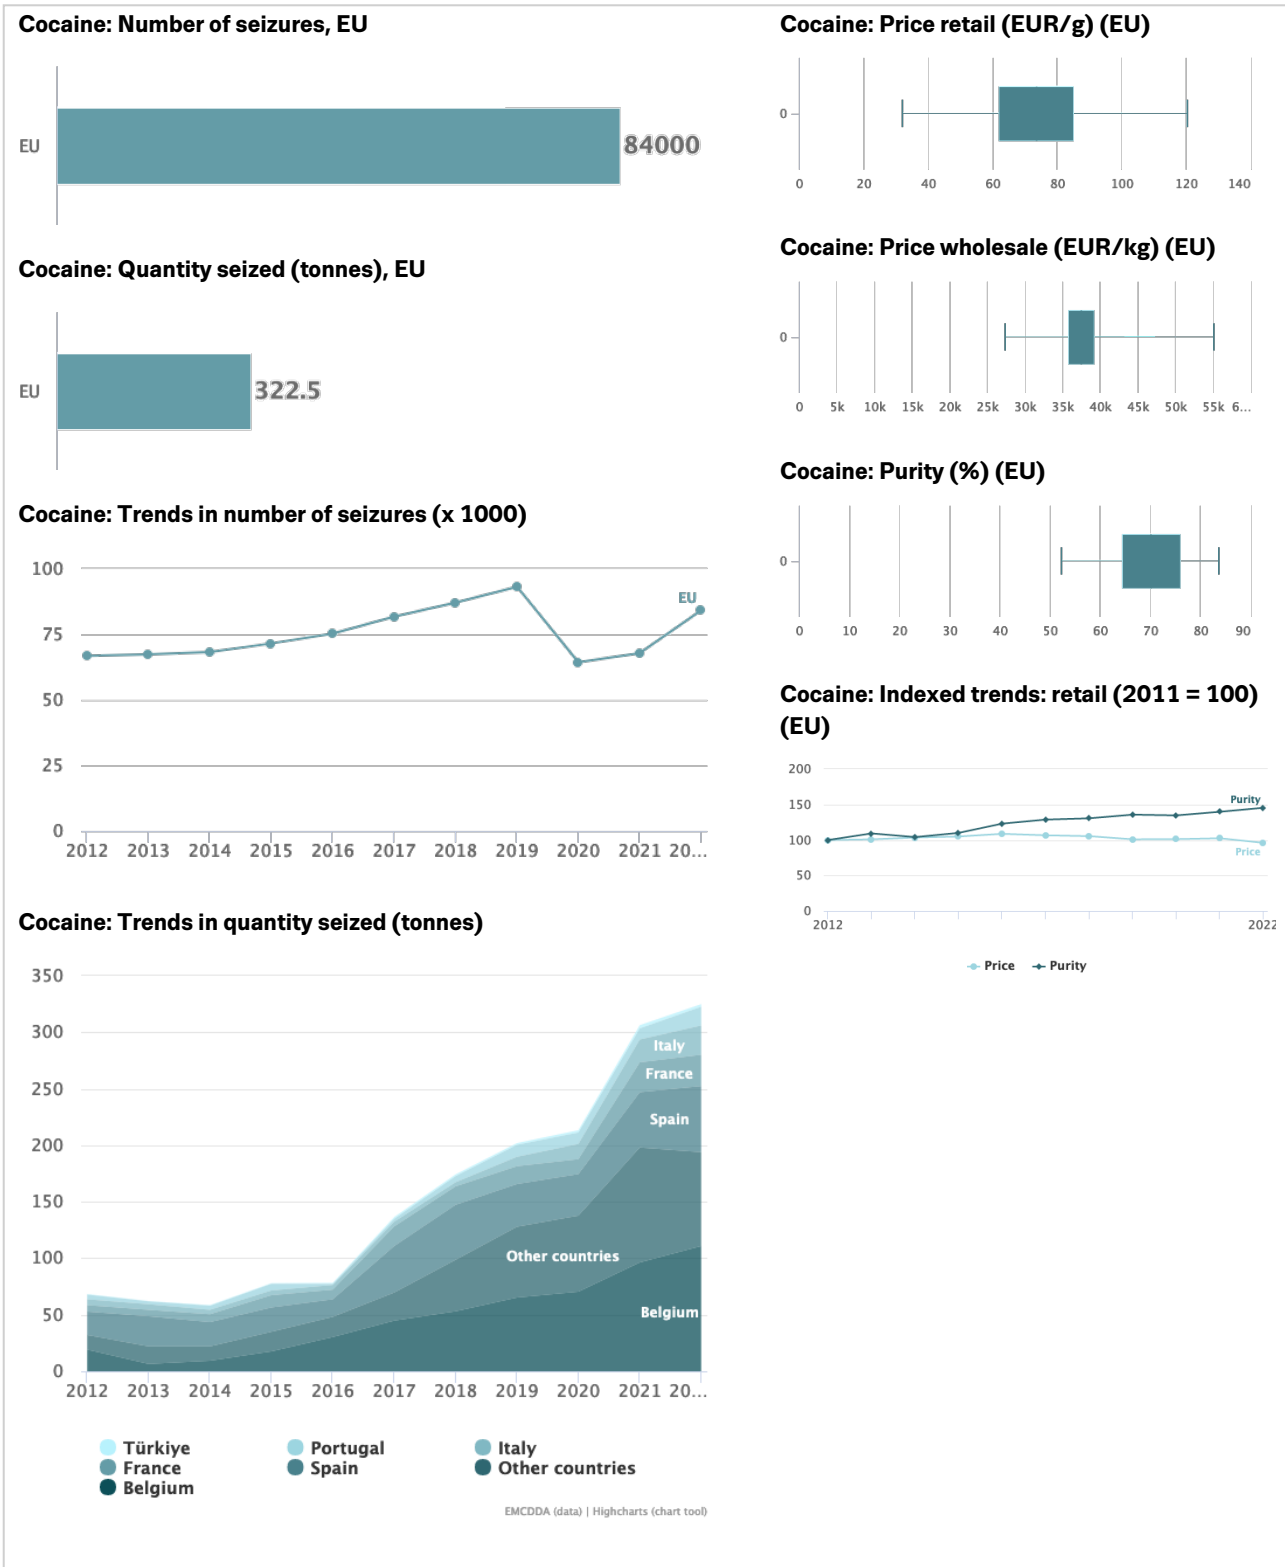 Cocaine: Number of seizures, EU
EU
84000
Cocaine: Quantity seized (tonnes), EU
EU
322.5
Cocaine: Trends in number of seizures (x 1000)
100
75
50
25
0
EU
2012 2013 2014 2015 2016 2017 2018 2019 2020 2021 20...
Cocaine: Trends in quantity seized (tonnes)
350
300
250
200
150
100
50
0
Italy
France
Spain
Other countries
Belgium
2012 2013 2014 2015 2016 2017 2018 2019 2020 2021 20...
Türkiye Portugal Italy
France Spain Other countries
Belgium
EMCDDA (data) | Highcharts (chart tool)
Cocaine: Price retail (EUR/g) (EU)
0
0 20 40 60 80 100 120 140
Cocaine: Price wholesale (EUR/kg) (EU)
0
0 5k 10k 15k 20k 25k 30k 35k 40k 45k 50k 55k 6...
Cocaine: Purity (%) (EU)
0
0 10 20 30 40 50 60 70 80 90
Cocaine: Indexed trends: retail (2011 = 100)
(EU)
200
150
100
50
0
Purity
Price
2012 2022
Price Purity